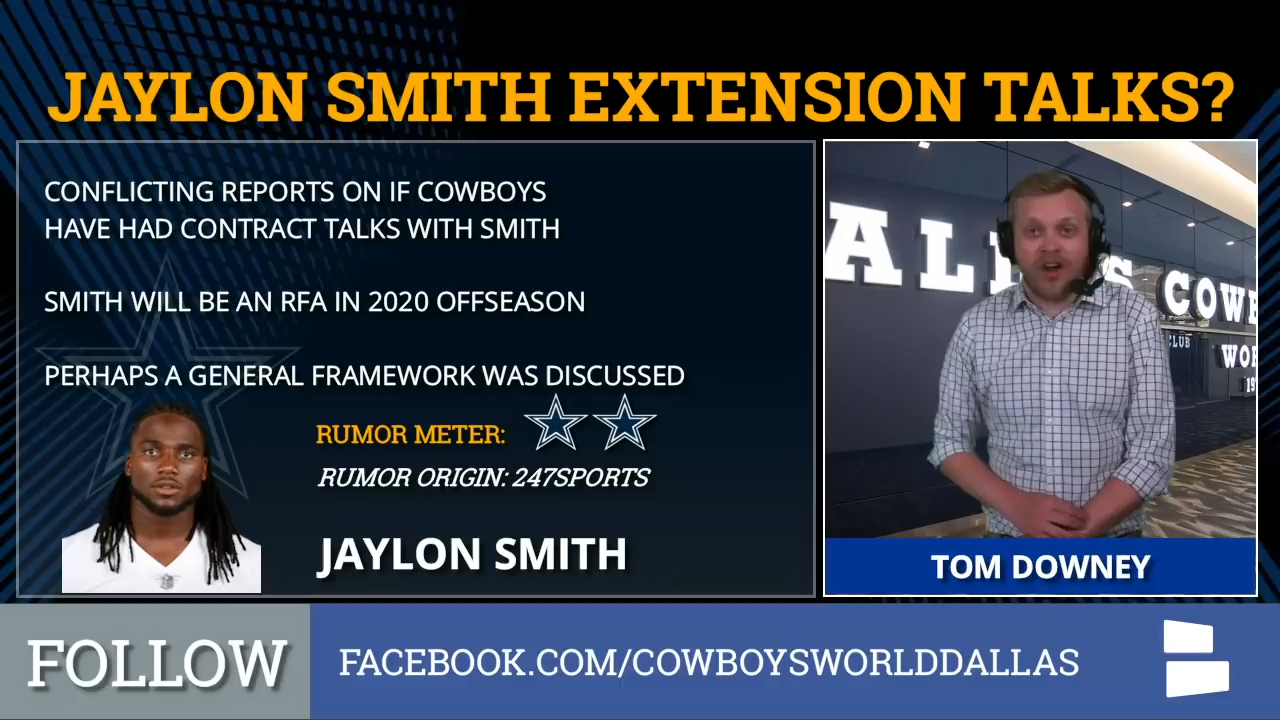 JAYLON SMITH EXTENSION TALKS?
CONFLICTING REPORTS ON IF COWBOYS
HAVE HAD CONTRACT TALKS WITH SMITH
SMITH WILL BE AN RFA IN 2020 OFFSEASON
PERHAPS A GENERAL FRAMEWORK WAS DISCUSSED
RUMOR METER:
RUMOR ORIGIN: 247SPORTS
JAYLON SMITH
CLUB
TOM DOWNEY
FOLLOW
FACEBOOK.COM/COWBOYSWORLDDALLAS